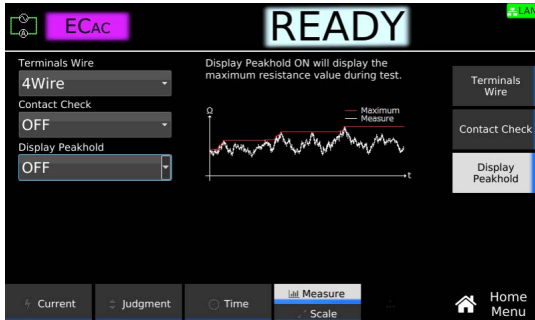 ECAC
READY
LAN
Terminals Wire
4Wire
Contact Check
OFF
Display Peakhold
OFF
Display Peakhold ON will display the
maximum resistance value during test.
Ω
Maximum
Measure
t
Terminals
Wire
Contact Check
Display
Peakhold
Current
Judgment
Time
Measure
Scale
Home
Menu